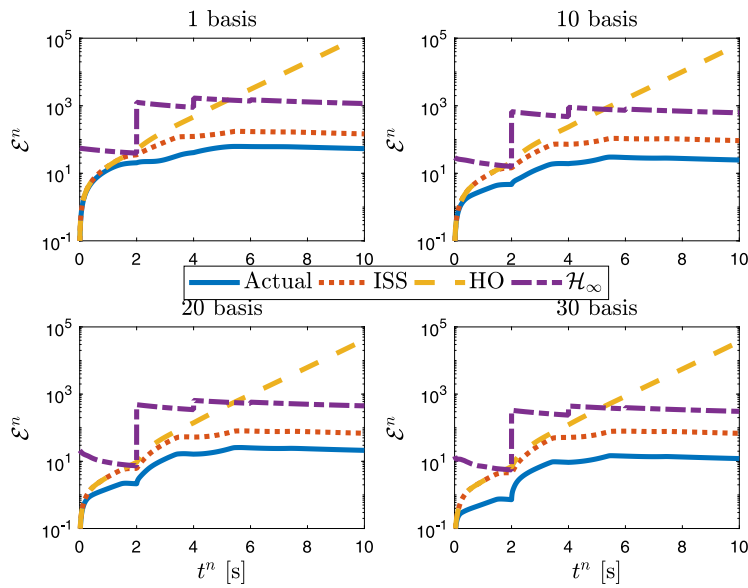 1 basis
10 basis
10^5
10^3
10^1
10^-1
ℰ^n
0 2 4 6 8 10
10^5
10^3
10^1
10^-1
ℰ^n
0 2 4 6 8 10
Actual ISS HO ℋ_∞
20 basis
30 basis
10^5
10^3
10^1
10^-1
ℰ^n
0 2 4 6 8 10
t^n [s]
10^5
10^3
10^1
10^-1
ℰ^n
0 2 4 6 8 10
t^n [s]